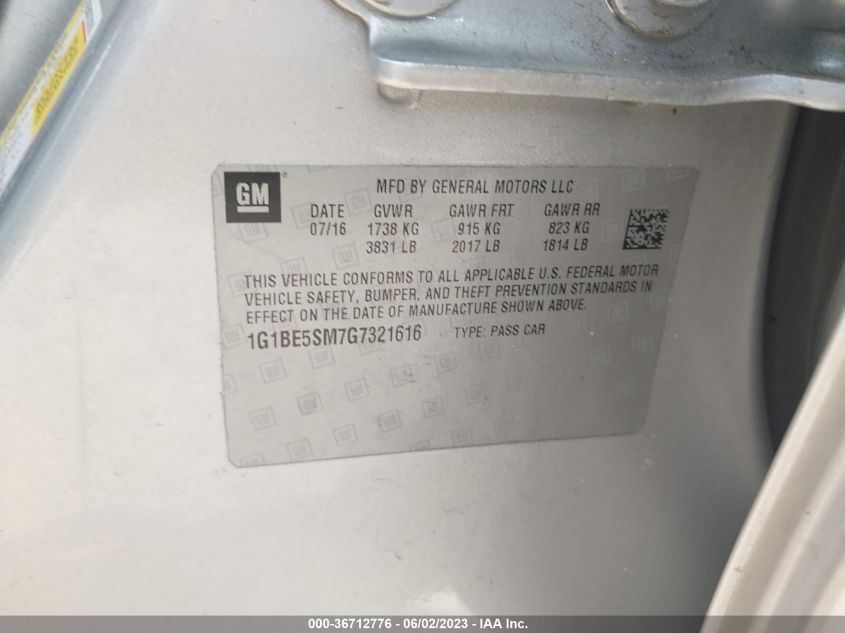 GM
MFD BY GENERAL MOTORS LLC
DATE GVWR GAWR FRT GAWR RR
07/16 1738 KG 915 KG 823 KG
3831 LB 2017 LB 1814 LB
THIS VEHICLE CONFORMS TO ALL APPLICABLE U.S. FEDERAL MOTOR
VEHICLE SAFETY, BUMPER, AND THEFT PREVENTION STANDARDS IN
EFFECT ON THE DATE OF MANUFACTURE SHOWN ABOVE.
1G1BE5SM7G7321616 TYPE: PASS CAR
000-36712776 - 06/02/2023 - IAA Inc.